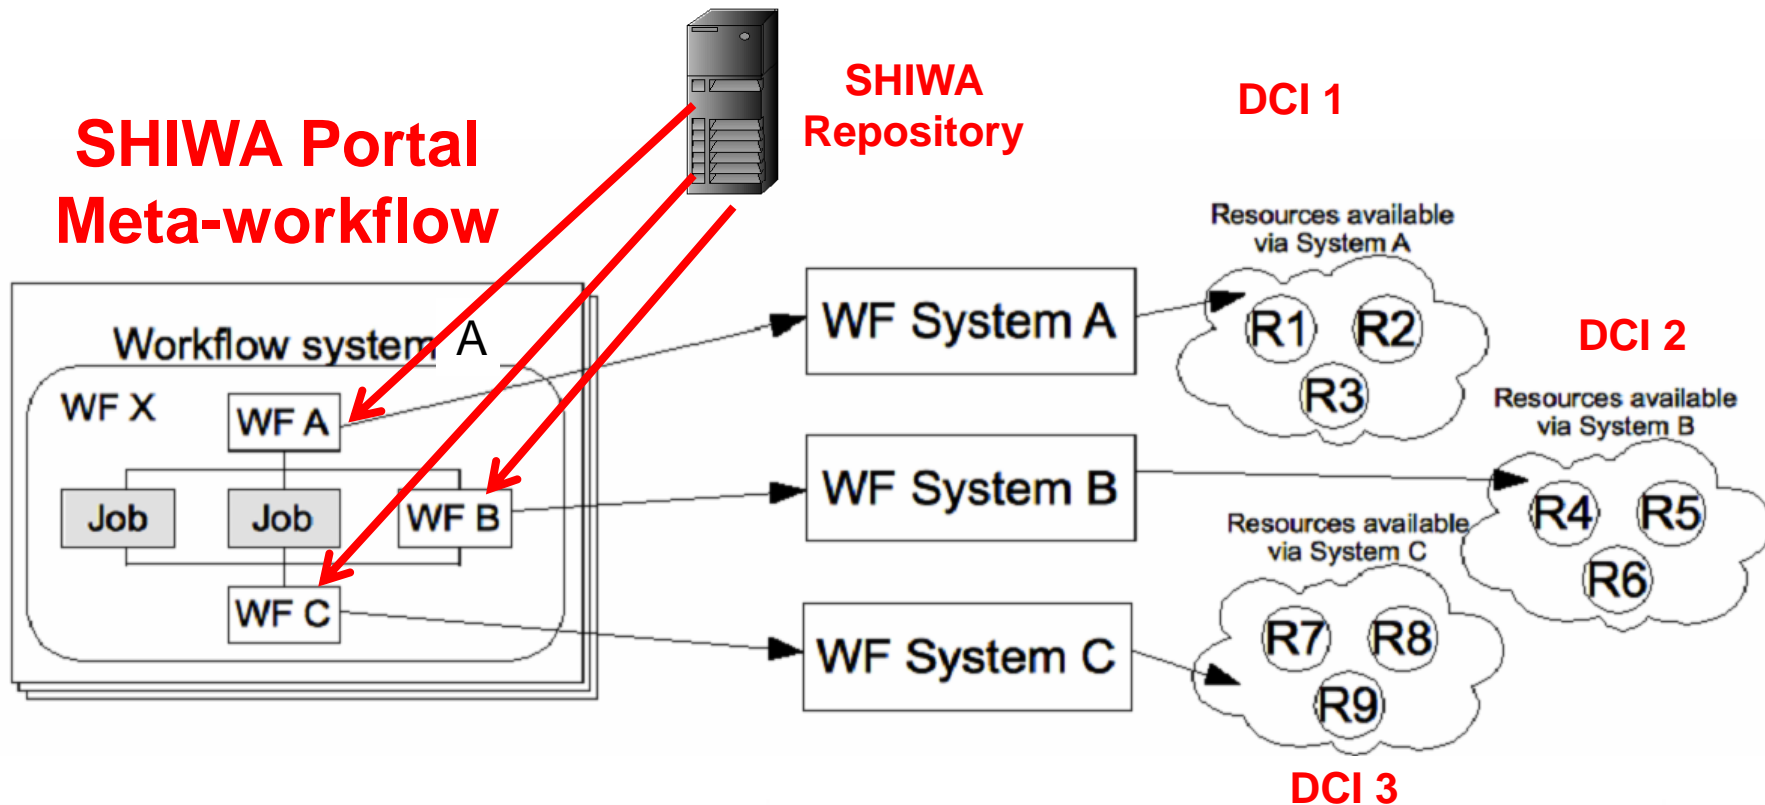 SHIWA Portal
Meta-workflow
SHIWA
Repository
DCI 1
Resources available
via System A
R1
R2
R3
DCI 2
Resources available
via System B
R4
R5
R6
Resources available
via System C
R7
R8
R9
DCI 3
Workflow system A
WF X
WF A
Job
Job
WF B
WF C
WF System A
WF System B
WF System C